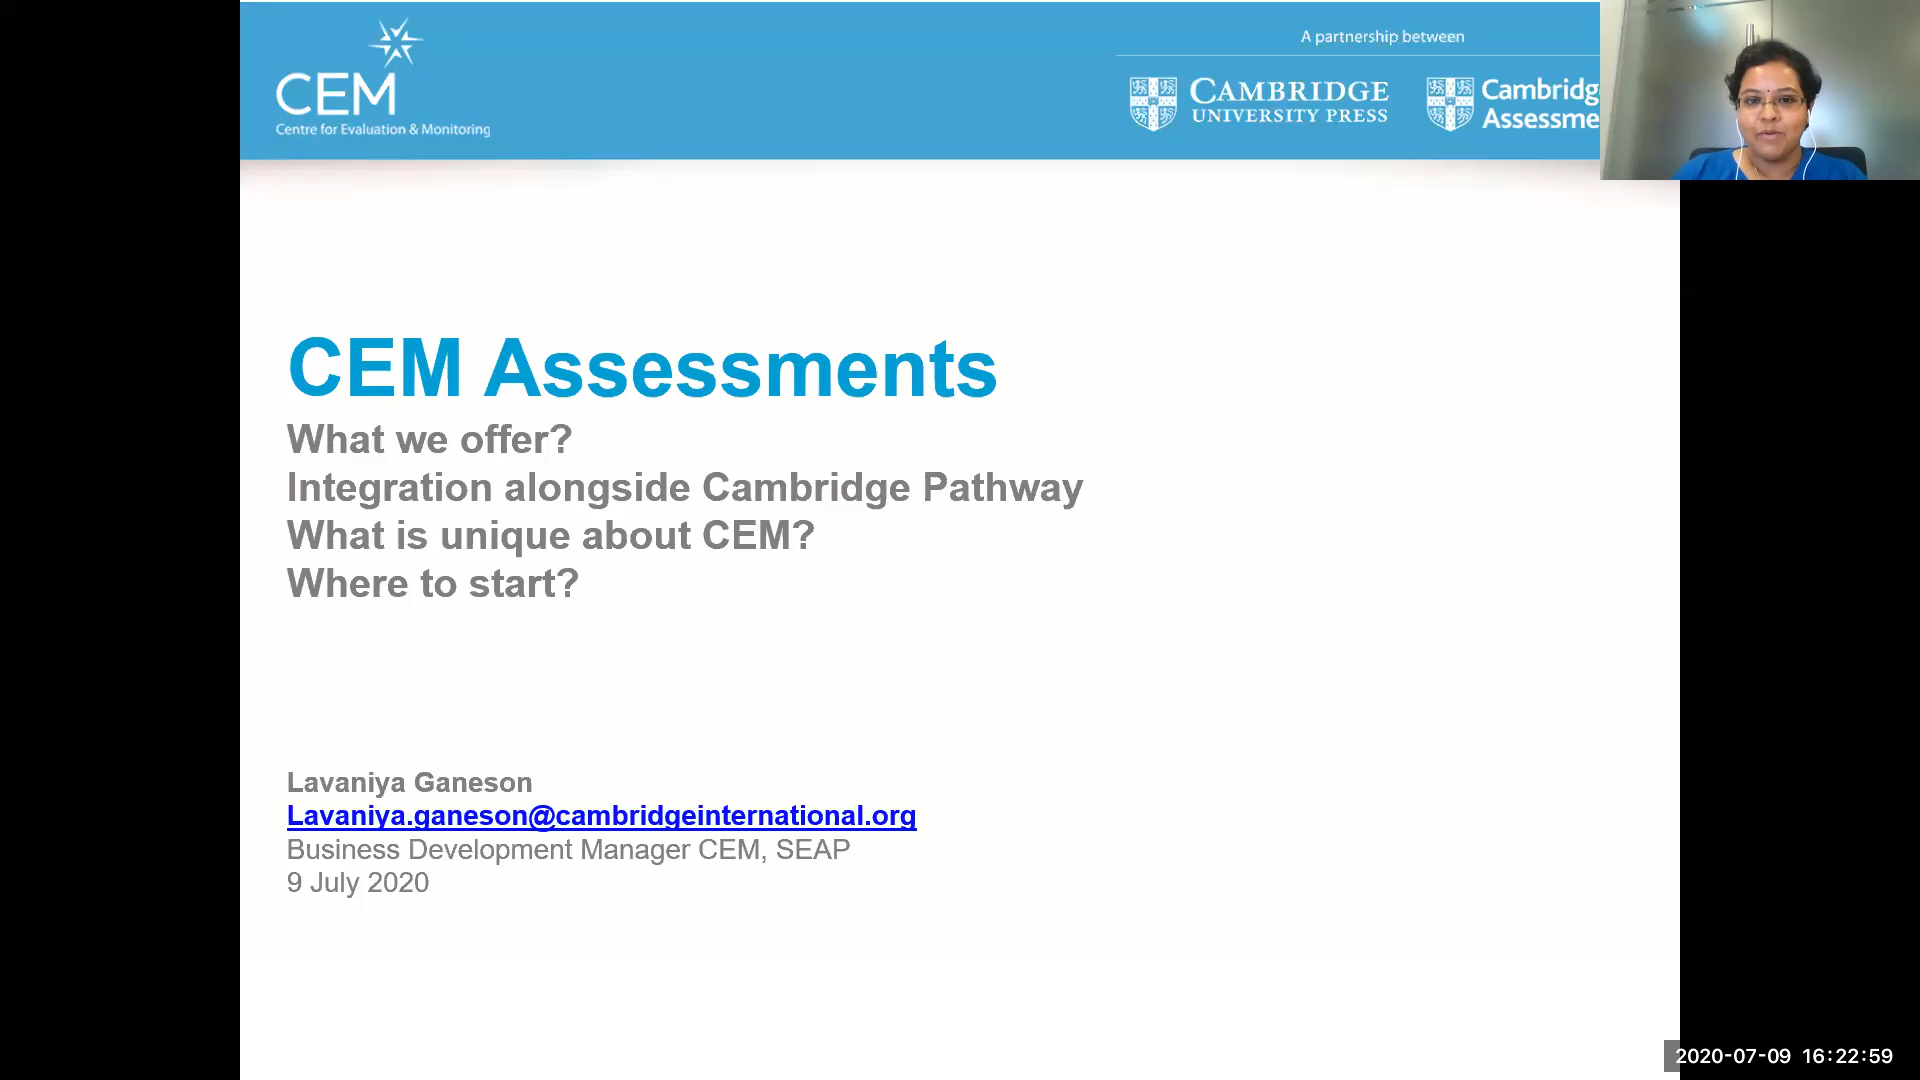 CEM
Centre for Evaluation & Monitoring
A partnership between
CAMBRIDGE
UNIVERSITY PRESS
Cambridg
Assessme
CEM Assessments
What we offer?
Integration alongside Cambridge Pathway
What is unique about CEM?
Where to start?
Lavaniya Ganeson
Lavaniya.ganeson@cambridgeinternational.org
Business Development Manager CEM, SEAP
9 July 2020
2020-07-09 16:22:59